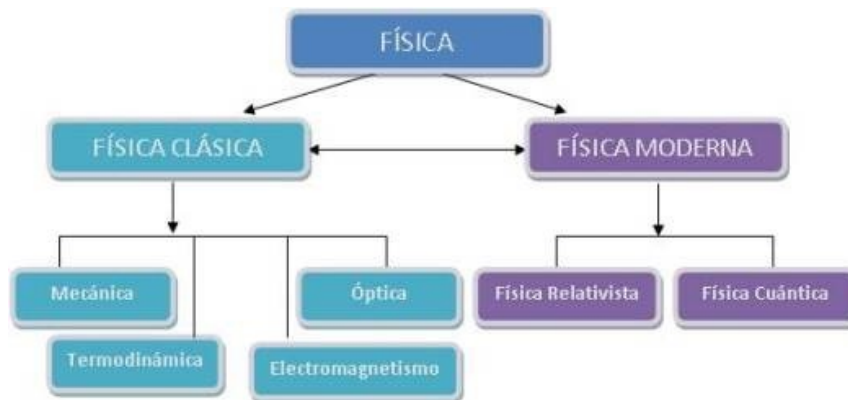 FÍSICA
FÍSICA CLÁSICA
FÍSICA MODERNA
Mecánica
Óptica
Física Relativista
Física Cuántica
Termodinámica
Electromagnetismo